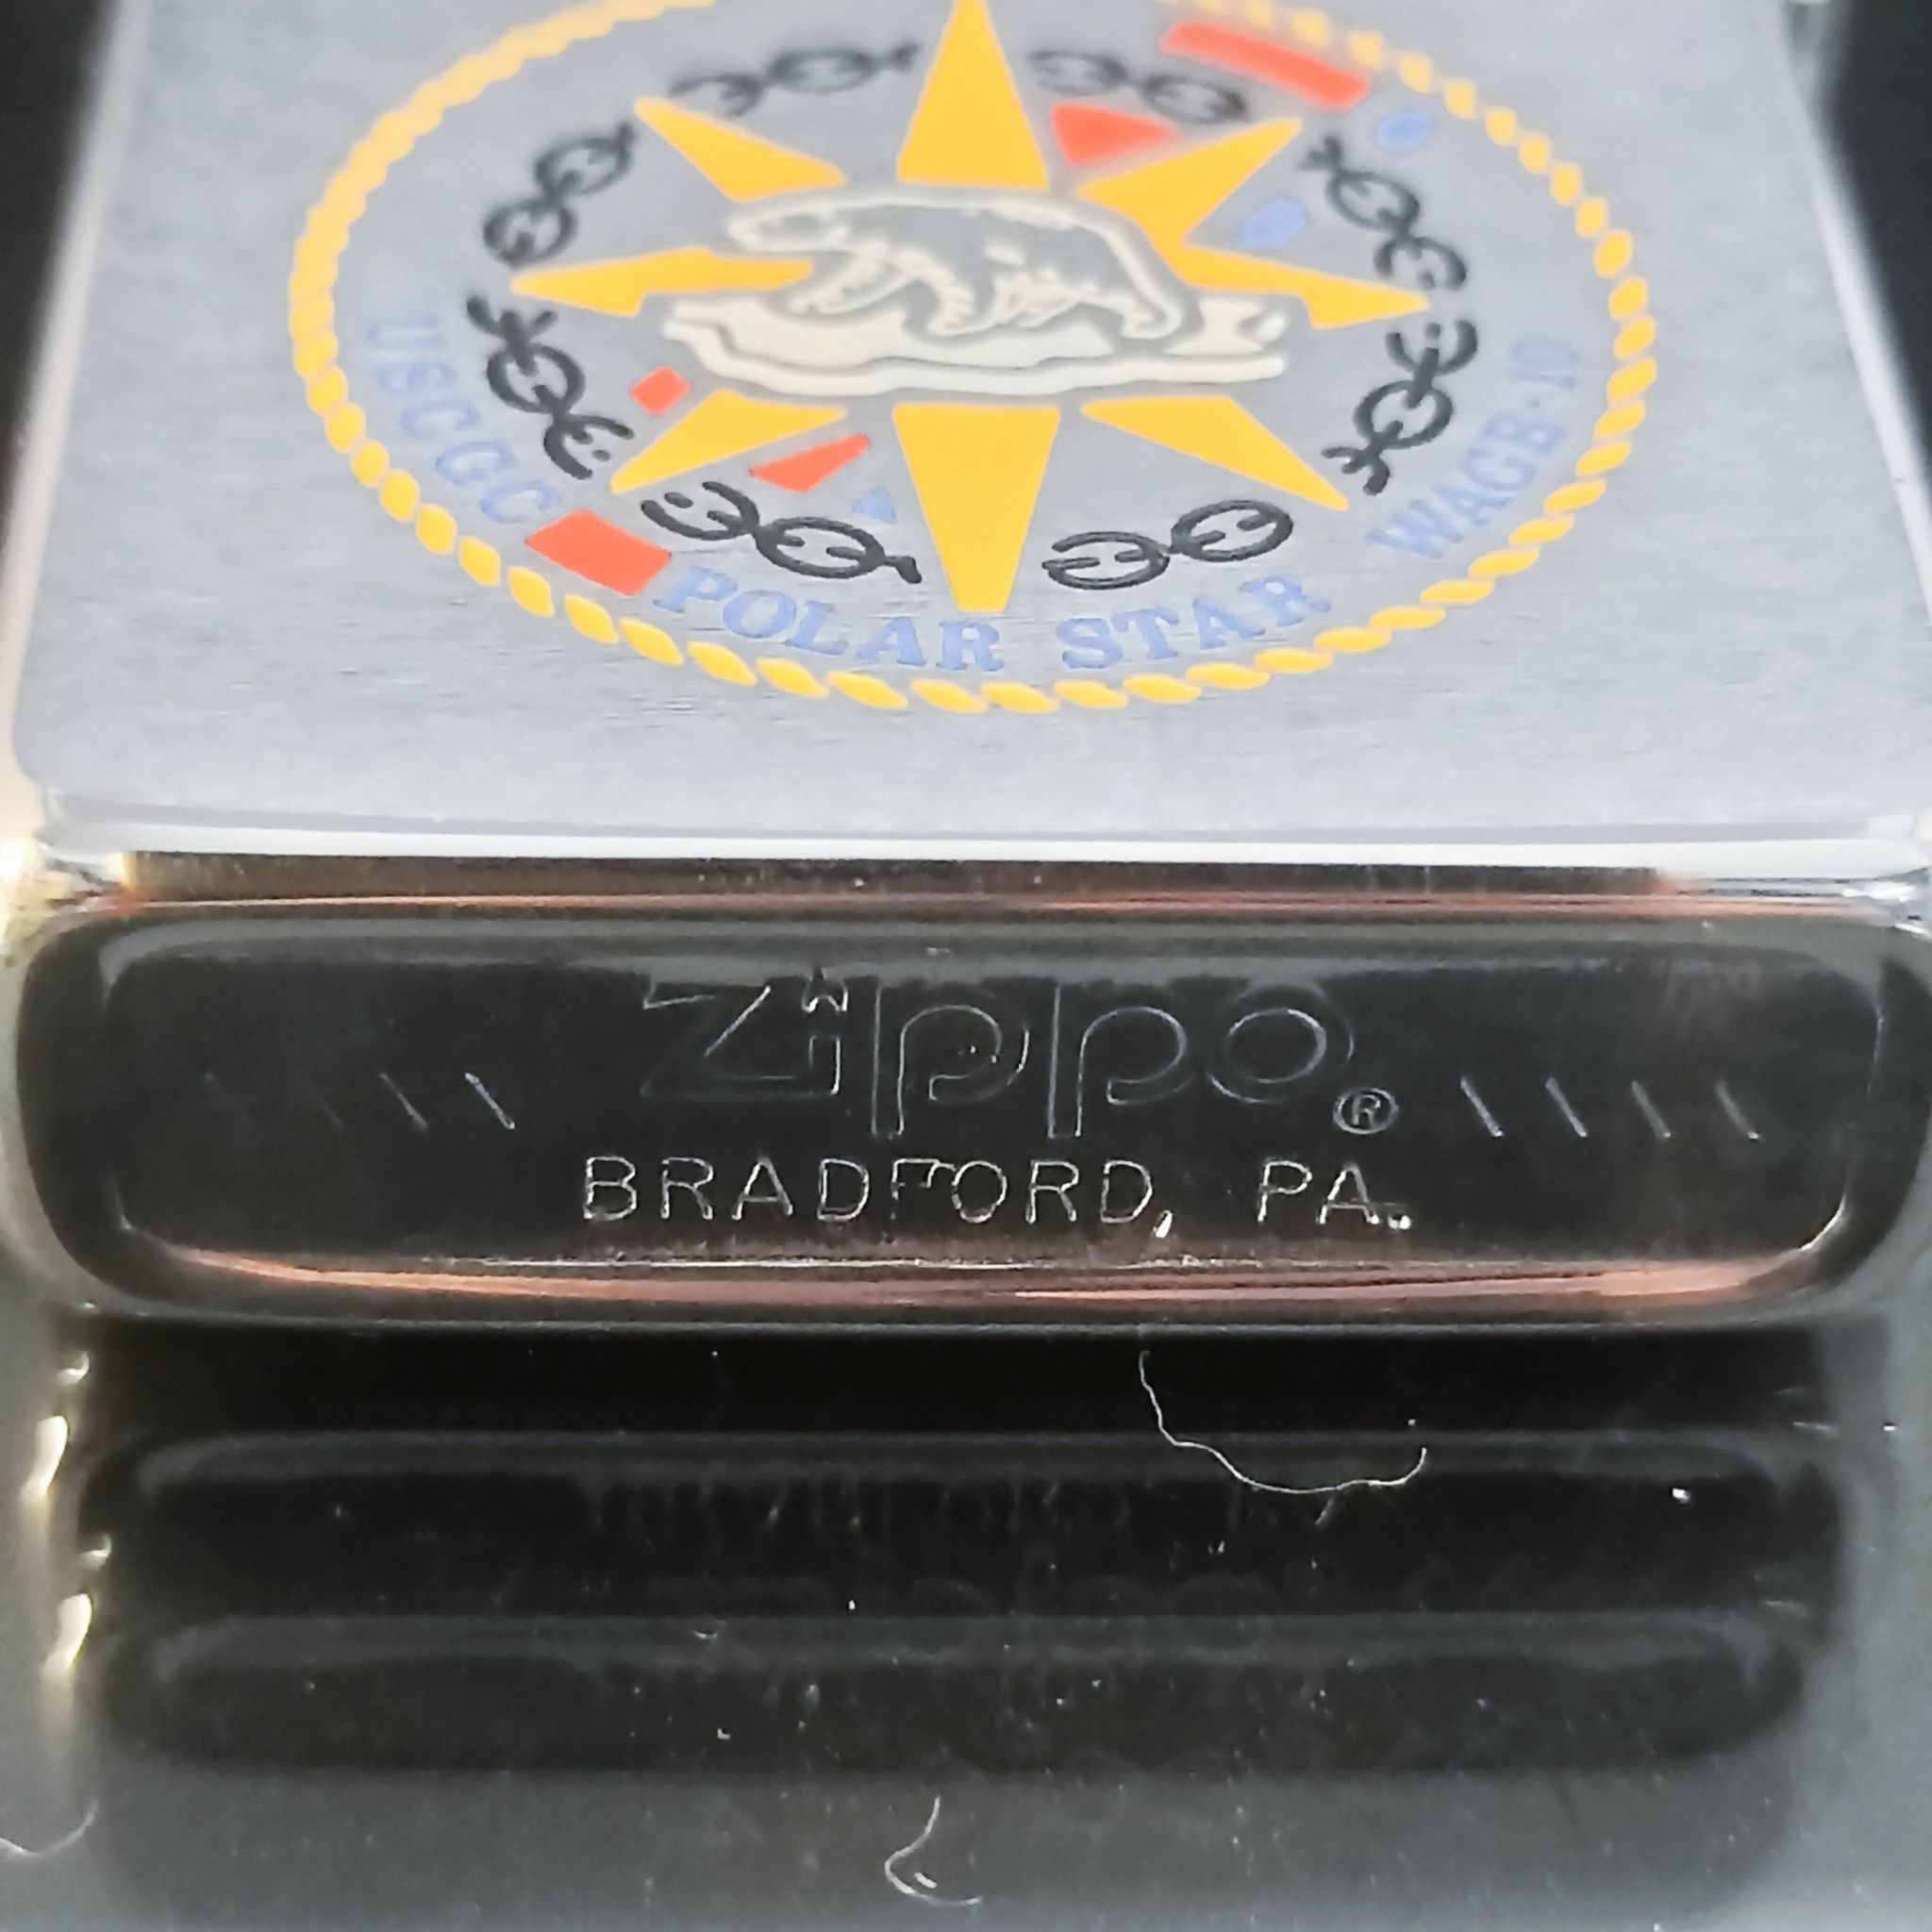 USCGC POLAR STAR WAGB-10
Zippo®
\\\\ \\\\
BRADFORD, PA.